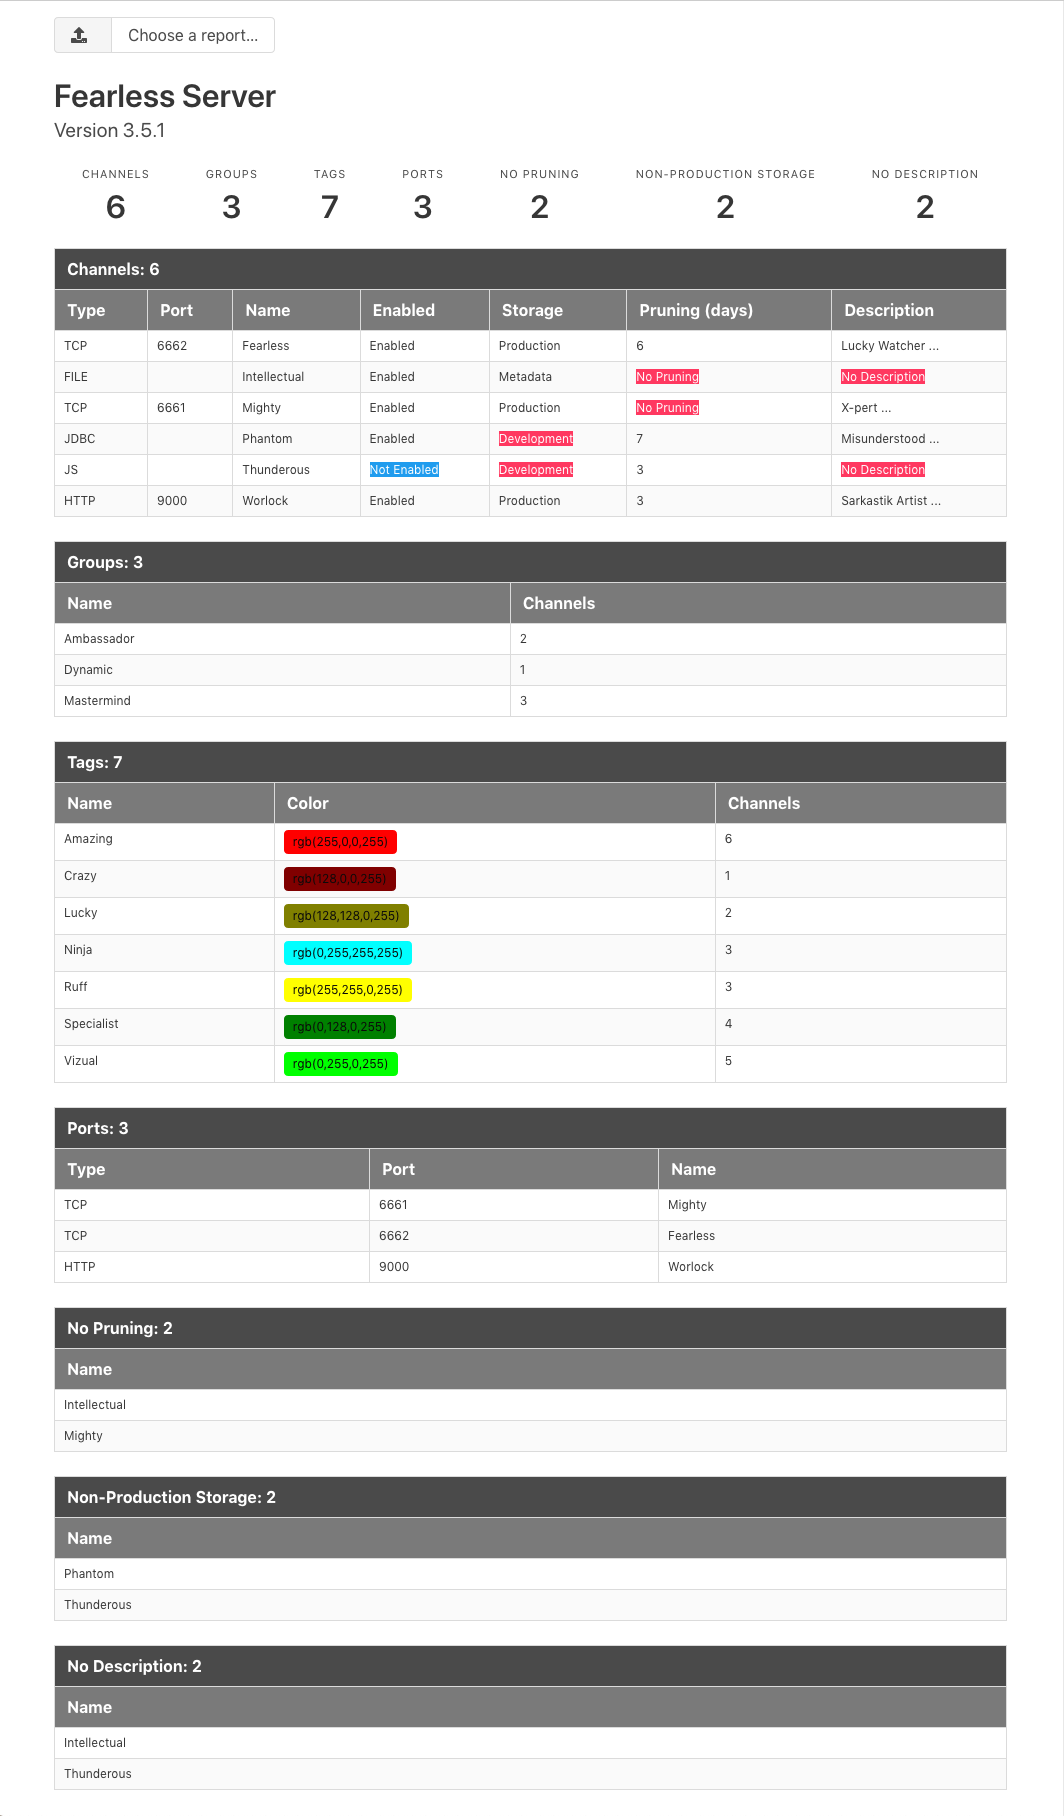 Choose a report...
Fearless Server
Version 3.5.1
CHANNELS GROUPS TAGS PORTS NO PRUNING NON-PRODUCTION STORAGE NO DESCRIPTION
6 3 7 3 2 2 2
Channels: 6
Type Port Name Enabled Storage Pruning (days) Description
TCP 6662 Fearless Enabled Production 6 Lucky Watcher ...
FILE Intellectual Enabled Metadata No Pruning No Description
TCP 6661 Mighty Enabled Production No Pruning X-pert ...
JDBC Phantom Enabled Development 7 Misunderstood ...
JS Thunderous Not Enabled Development 3 No Description
HTTP 9000 Worlock Enabled Production 3 Sarkastik Artist ...
Groups: 3
Name Channels
Ambassador 2
Dynamic 1
Mastermind 3
Tags: 7
Name Color Channels
Amazing rgb(255,0,0,255) 6
Crazy rgb(128,0,0,255) 1
Lucky rgb(128,128,0,255) 2
Ninja rgb(0,255,255,255) 3
Ruff rgb(255,255,0,255) 3
Specialist rgb(0,128,0,255) 4
Vizual rgb(0,255,0,255) 5
Ports: 3
Type Port Name
TCP 6661 Mighty
TCP 6662 Fearless
HTTP 9000 Worlock
No Pruning: 2
Name
Intellectual
Mighty
Non-Production Storage: 2
Name
Phantom
Thunderous
No Description: 2
Name
Intellectual
Thunderous